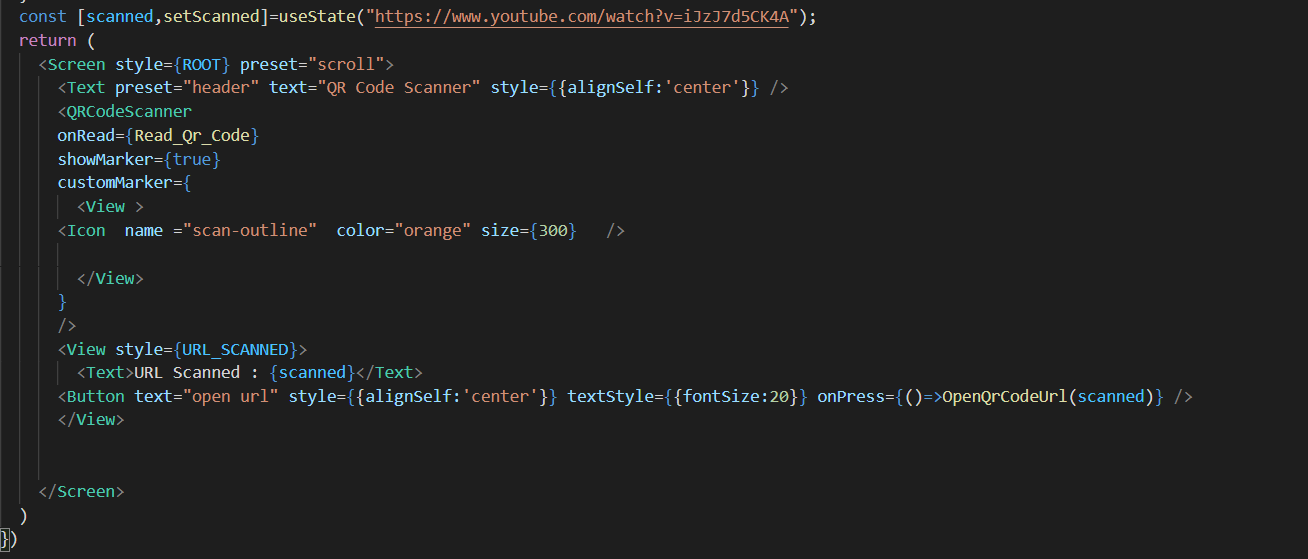 const [scanned,setScanned]=useState("https://www.youtube.com/watch?v=iJzJ7d5CK4A");
return (
<Screen style={ROOT} preset="scroll">
<Text preset="header" text="QR Code Scanner" style={{alignSelf:'center'}} />
<QRCodeScanner
onRead={Read_Qr_Code}
showMarker={true}
customMarker={
<View >
<Icon  name ="scan-outline"  color="orange" size={300}   />
</View>
}
/>
<View style={URL_SCANNED}>
<Text>URL Scanned : {scanned}</Text>
<Button text="open url" style={{alignSelf:'center'}} textStyle={{fontSize:20}} onPress={()=>OpenQrCodeUrl(scanned)} />
</View>
</Screen>
)
})